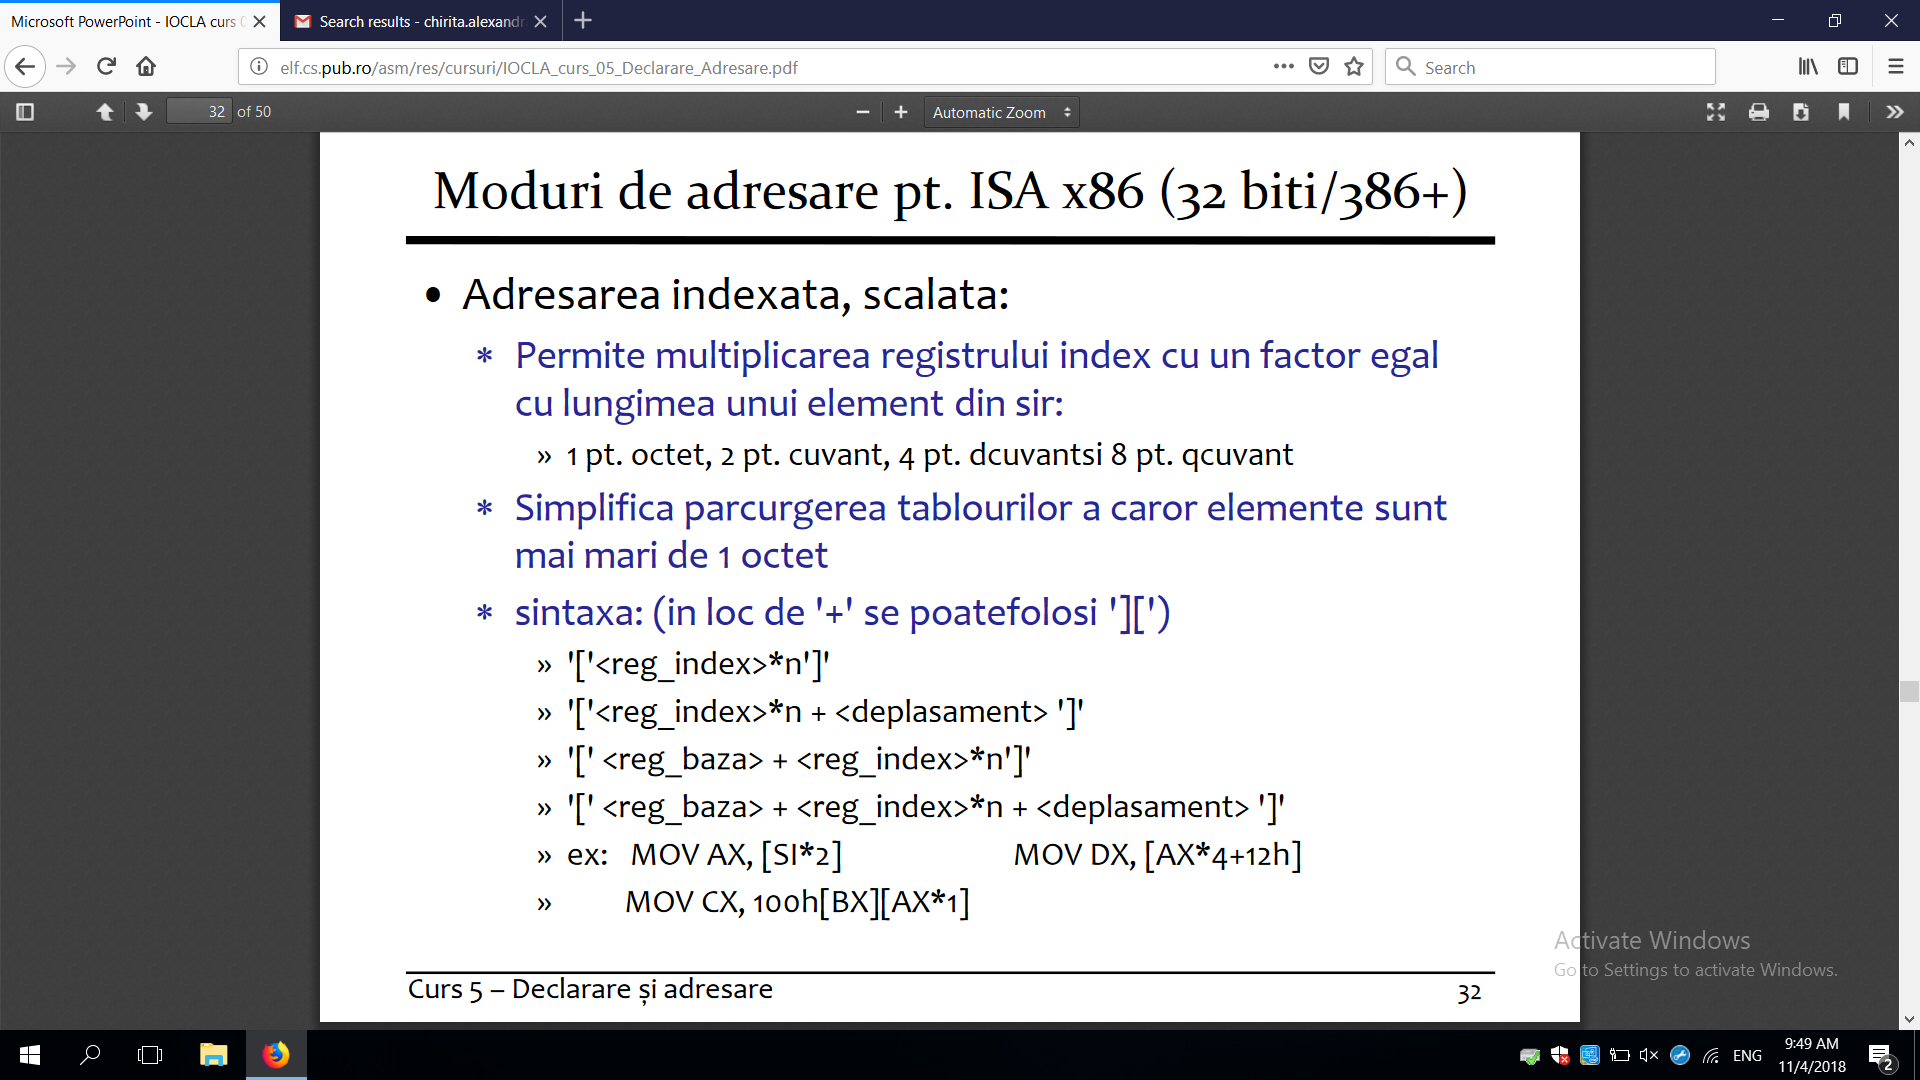 Microsoft PowerPoint - IOCLA curs 0
Search results - chirita.alexandr
elf.cs.pub.ro/asm/res/cursuri/IOCLA_curs_05_Declarare_Adresare.pdf
Search
32 of 50
Automatic Zoom
Moduri de adresare pt. ISA x86 (32 biti/386+)
• Adresarea indexata, scalata:
* Permite multiplicarea registrului index cu un factor egal
cu lungimea unui element din sir:
» 1 pt. octet, 2 pt. cuvant, 4 pt. dcuvantsi 8 pt. qcuvant
* Simplifica parcurgerea tablourilor a caror elemente sunt
mai mari de 1 octet
* sintaxa: (in loc de '+' se poatefolosi '][')
» '['<reg_index>*n']'
» '['<reg_index>*n + <deplasament> ']'
» '[' <reg_baza> + <reg_index>*n']'
» '[' <reg_baza> + <reg_index>*n + <deplasament> ']'
» ex: MOV AX, [SI*2] MOV DX, [AX*4+12h]
» MOV CX, 100h[BX][AX*1]
Activate Windows
Go to Settings to activate Windows.
Curs 5 – Declarare și adresare 32
ENG
9:49 AM
11/4/2018
2